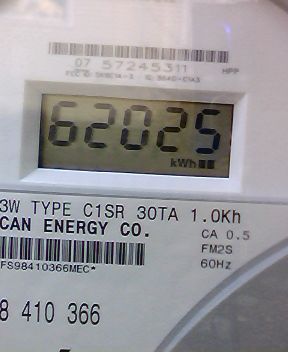 07 57245311
HPP
62025
kWh
3W TYPE C1SR 30TA 1.0Kh
CAN ENERGY CO.
CA 0.5
FM2S
60Hz
FS98410366MEC*
8 410 366